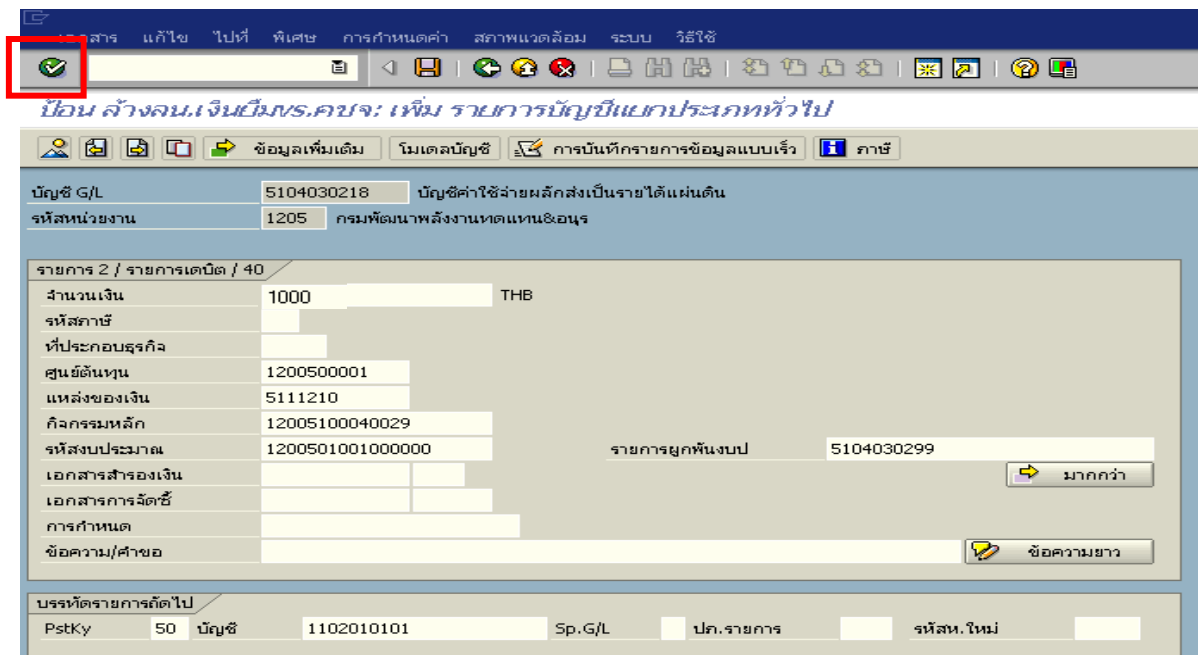 เอกสาร แก้ไข ไปที่ พิเศษ การกำหนดค่า สภาพแวดล้อม ระบบ วิธีใช้
ป้อน ล้างลน.เงินยืมบร.คบจ: เพิ่ม รายการบัญชีแยกประเภททั่วไป
ข้อมูลเพิ่มเติม โมเดลบัญชี การบันทึกรายการข้อมูลแบบเร็ว ภาษี
บัญชี G/L 5104030218 บัญชีค่าใช้จ่ายผลักส่งเป็นรายได้แผ่นดิน
รหัสหน่วยงาน 1205 กรมพัฒนาพลังงานทดแทน&อนุร
รายการ 2 / รายการเดบิต / 40
จำนวนเงิน 1000 THB
รหัสภาษี
ที่ประกอบธุรกิจ
ศูนย์ต้นทุน 1200500001
แหล่งของเงิน 5111210
กิจกรรมหลัก 12005100040029
รหัสงบประมาณ 1200501001000000 รายการผูกพันงบป 5104030299
เอกสารสำรองเงิน มากกว่า
เอกสารการจัดซื้
การกำหนด
ข้อความ/คำขอ ข้อความยาว
บรรทัดรายการถัดไป
PstKy 50 บัญชี 1102010101 Sp.G/L ปภ.รายการ รหัสห.ใหม่